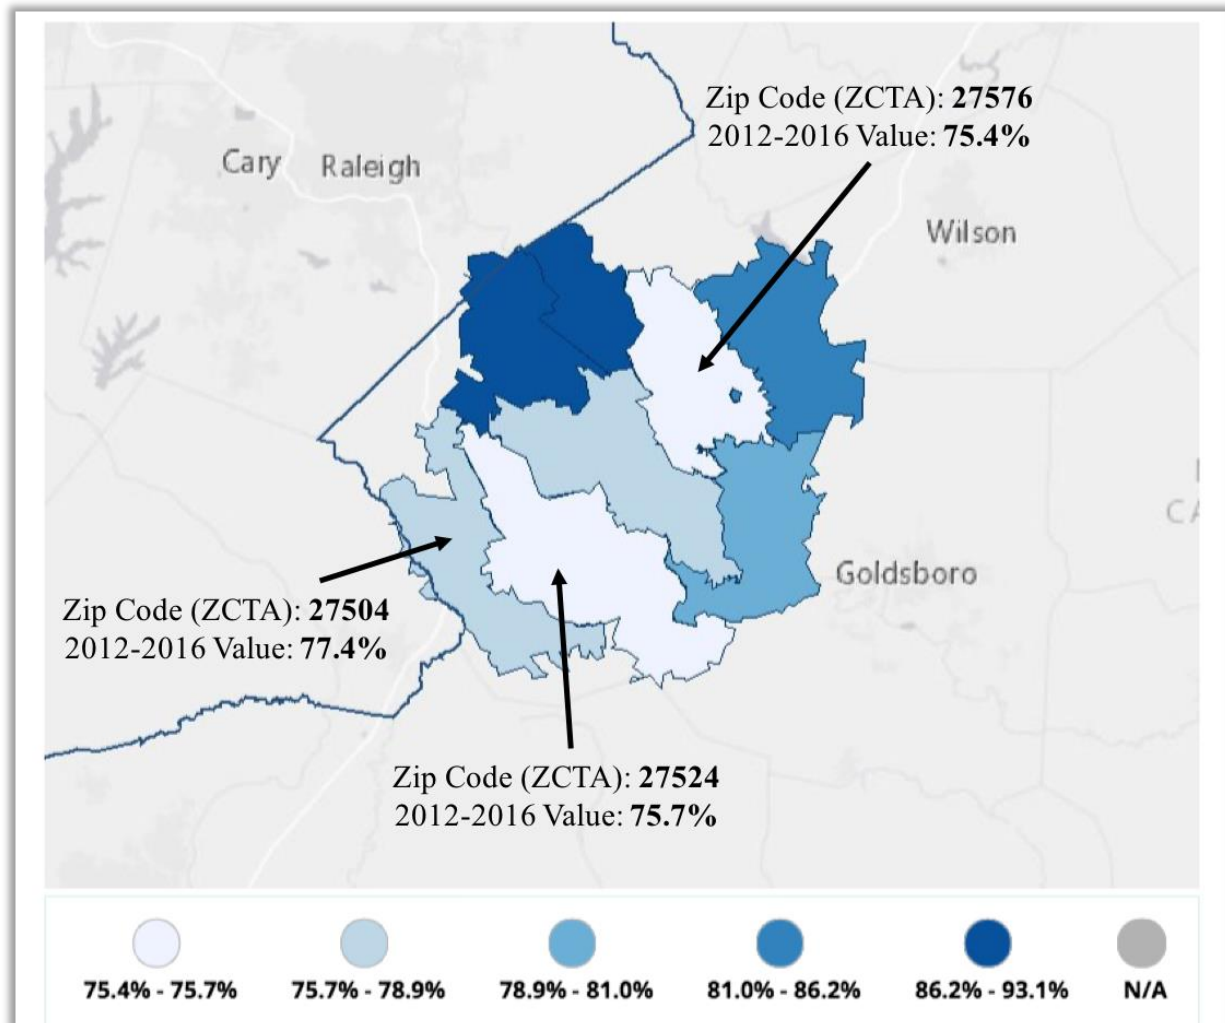 Zip Code (ZCTA): 27576
2012-2016 Value: 75.4%
Cary
Raleigh
Wilson
CA
Goldsboro
Zip Code (ZCTA): 27504
2012-2016 Value: 77.4%
Zip Code (ZCTA): 27524
2012-2016 Value: 75.7%
75.4% - 75.7%
75.7% - 78.9%
78.9% - 81.0%
81.0% - 86.2%
86.2% - 93.1%
N/A